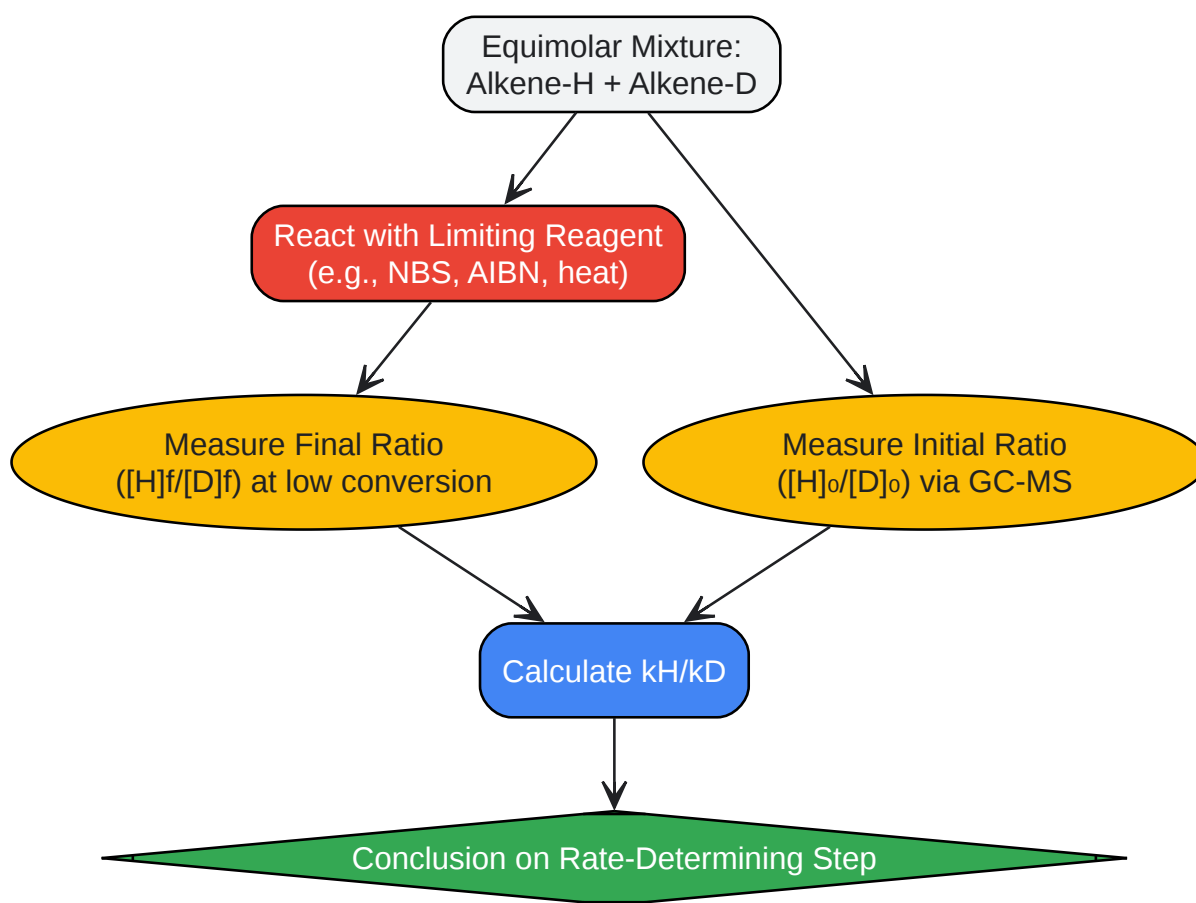 Equimolar Mixture:
Alkene-H + Alkene-D
React with Limiting Reagent
(e.g., NBS, AIBN, heat)
Measure Final Ratio
([H]f/[D]f) at low conversion
Measure Initial Ratio
([H]₀/[D]₀) via GC-MS
Calculate kH/kD
Conclusion on Rate-Determining Step